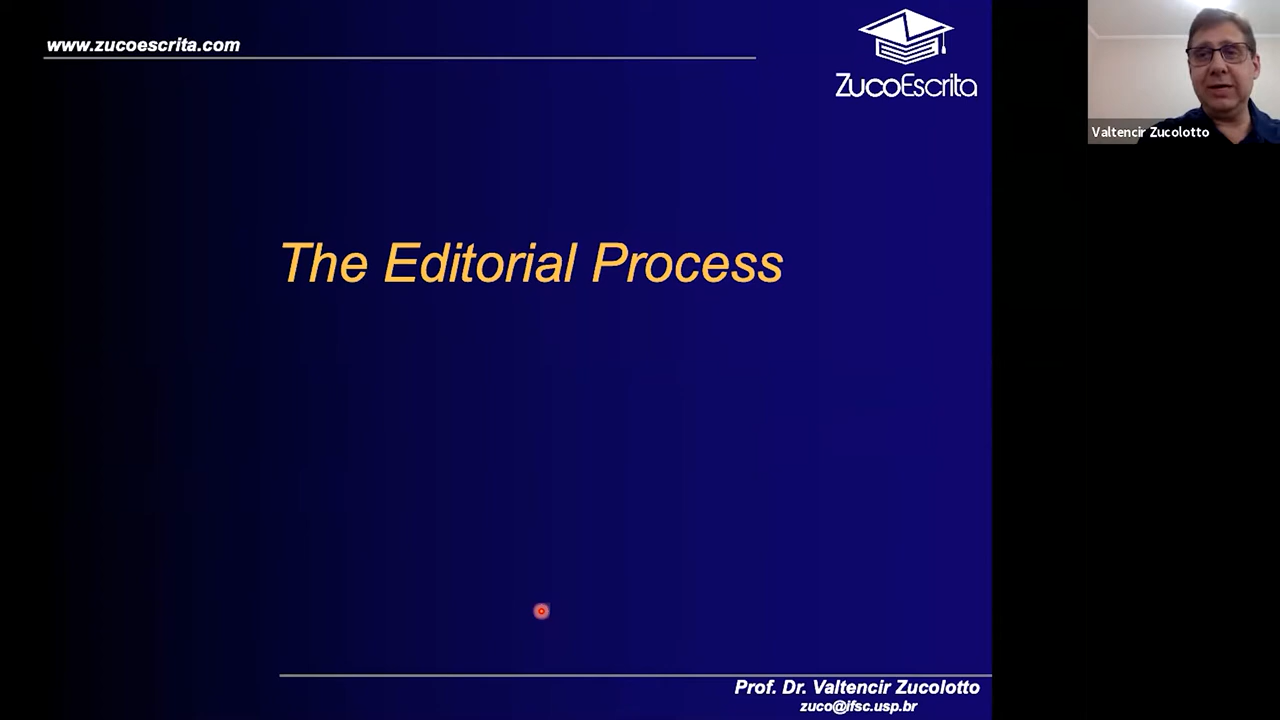 www.zucoescrita.com
ZucoEscrita
Valtencir Zucolotto
The Editorial Process
Prof. Dr. Valtencir Zucolotto
zuco@ifsc.usp.br